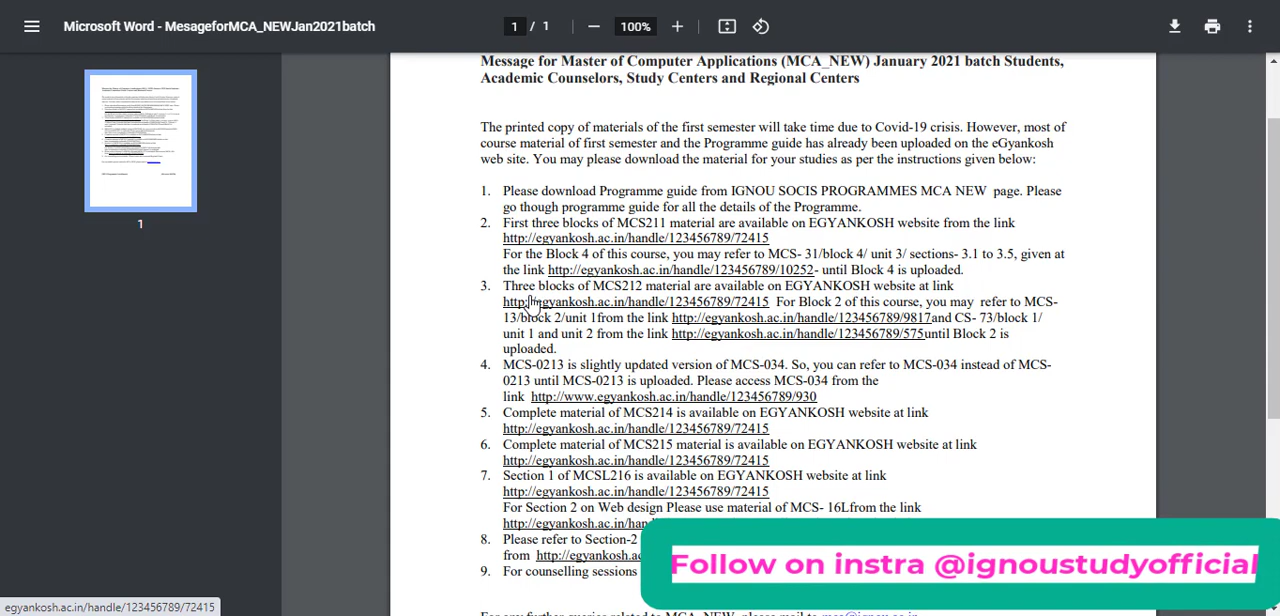 Microsoft Word - MesageforMCA_NEWJan2021batch
1 / 1
100%
1
Message for Master of Computer Applications (MCA_NEW) January 2021 batch Students,
Academic Counselors, Study Centers and Regional Centers
The printed copy of materials of the first semester will take time due to Covid-19 crisis. However, most of
course material of first semester and the Programme guide has already been uploaded on the eGyankosh
web site. You may please download the material for your studies as per the instructions given below:
1. Please download Programme guide from IGNOU SOCIS PROGRAMMES MCA NEW page. Please
go though programme guide for all the details of the Programme.
2. First three blocks of MCS211 material are available on EGYANKOSH website from the link
http://egyankosh.ac.in/handle/123456789/72415
For the Block 4 of this course, you may refer to MCS- 31/block 4/ unit 3/ sections- 3.1 to 3.5, given at
the link http://egyankosh.ac.in/handle/123456789/10252- until Block 4 is uploaded.
3. Three blocks of MCS212 material are available on EGYANKOSH website at link
http://egyankosh.ac.in/handle/123456789/72415 For Block 2 of this course, you may refer to MCS-
13/block 2/unit 1from the link http://egyankosh.ac.in/handle/123456789/9817and CS- 73/block 1/
unit 1 and unit 2 from the link http://egyankosh.ac.in/handle/123456789/575until Block 2 is
uploaded.
4. MCS-0213 is slightly updated version of MCS-034. So, you can refer to MCS-034 instead of MCS-
0213 until MCS-0213 is uploaded. Please access MCS-034 from the
link http://www.egyankosh.ac.in/handle/123456789/930
5. Complete material of MCS214 is available on EGYANKOSH website at link
http://egyankosh.ac.in/handle/123456789/72415
6. Complete material of MCS215 material is available on EGYANKOSH website at link
http://egyankosh.ac.in/handle/123456789/72415
7. Section 1 of MCSL216 is available on EGYANKOSH website at link
http://egyankosh.ac.in/handle/123456789/72415
For Section 2 on Web design Please use material of MCS- 16Lfrom the link
http://egyankosh.ac.in/hand
8. Please refer to Section-2
from http://egyankosh.ac
9. For counselling sessions
Follow on instra @ignoustudyofficial
egyankosh.ac.in/handle/123456789/72415